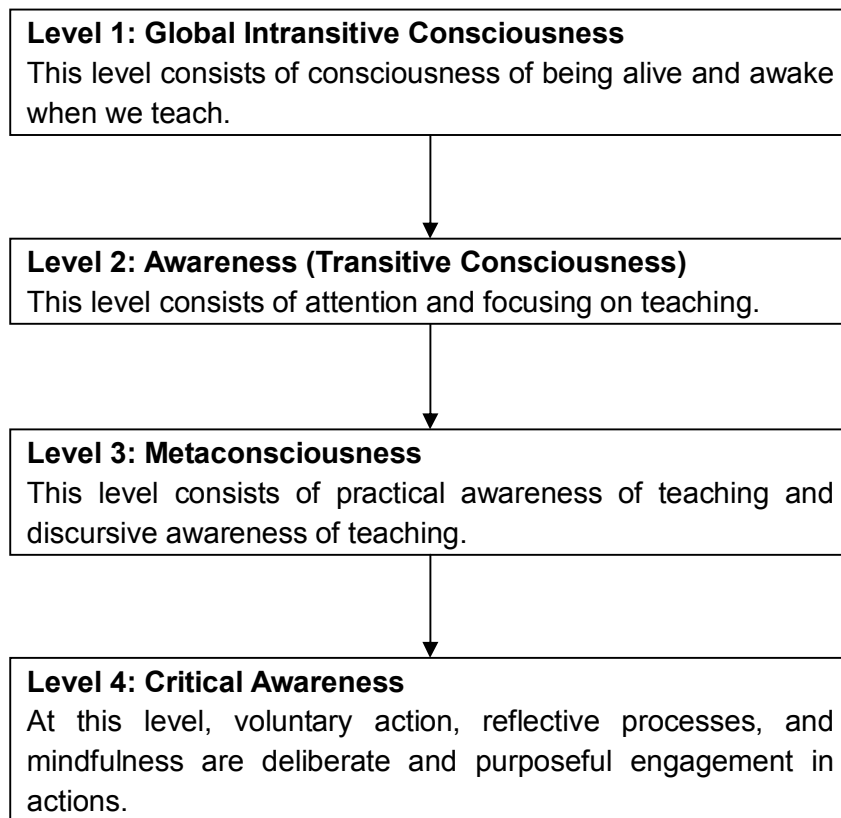 Level 1: Global Intransitive Consciousness
This level consists of consciousness of being alive and awake
when we teach.
Level 2: Awareness (Transitive Consciousness)
This level consists of attention and focusing on teaching.
Level 3: Metaconsciousness
This level consists of practical awareness of teaching and
discursive awareness of teaching.
Level 4: Critical Awareness
At this level, voluntary action, reflective processes, and
mindfulness are deliberate and purposeful engagement in
actions.